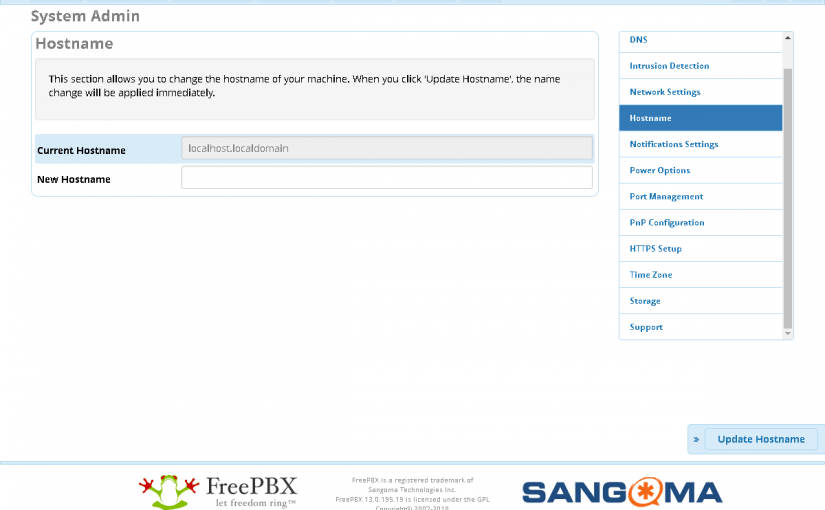 System Admin
Hostname
This section allows you to change the hostname of your machine. When you click 'Update Hostname', the name
change will be applied immediately.
Current Hostname
localhost.localdomain
New Hostname
DNS
Intrusion Detection
Network Settings
Hostname
Notifications Settings
Power Options
Port Management
PnP Configuration
HTTPS Setup
Time Zone
Storage
Support
» Update Hostname
FreePBX
let freedom ring™
FreePBX is a registered trademark of
Sangoma Technologies Inc.
FreePBX 13.0.195.19 is licensed under the GPL
Copyright© 2007-2018
SANGOMA